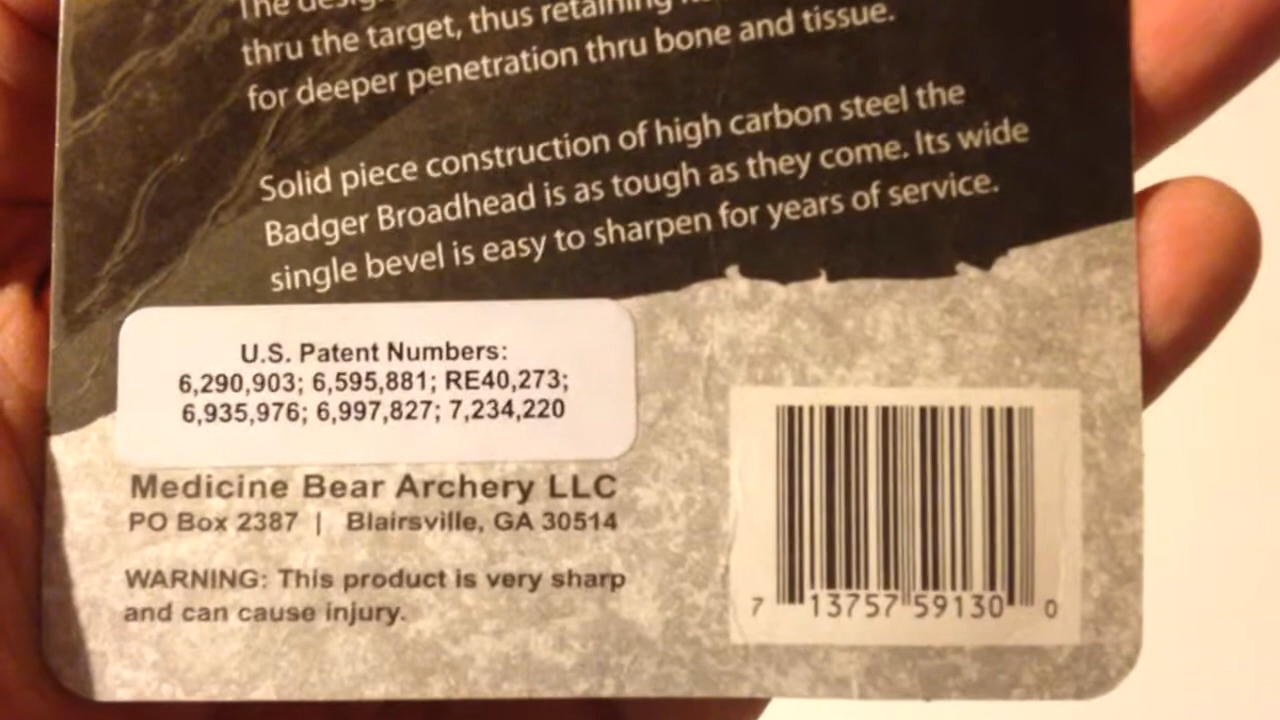 The
thru the target, thus retaining
for deeper penetration thru bone and tissue.
Solid piece construction of high carbon steel the
Badger Broadhead is as tough as they come. Its wide
single bevel is easy to sharpen for years of service.
U.S. Patent Numbers:
6,290,903; 6,595,881; RE40,273;
6,935,976; 6,997,827; 7,234,220
Medicine Bear Archery LLC
PO Box 2387 | Blairsville, GA 30514
WARNING: This product is very sharp
and can cause injury.
7 13757 59130 0